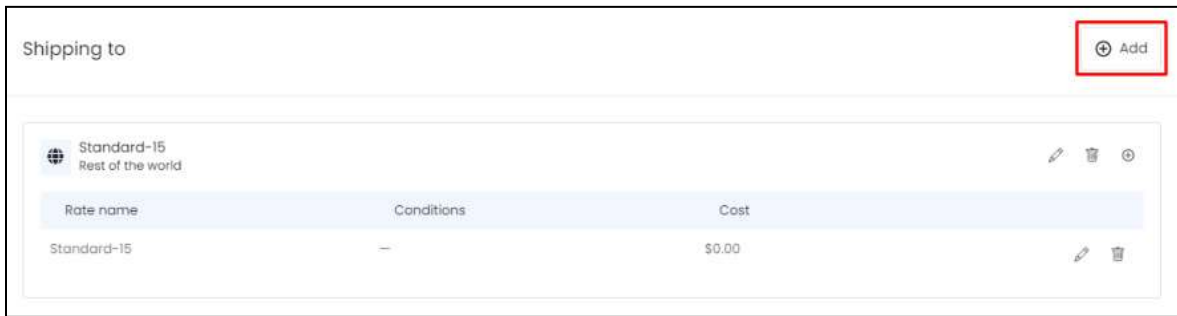 Shipping to
Add
Standard-15
Rest of the world
Rate name Conditions Cost
Standard-15 — $0.00